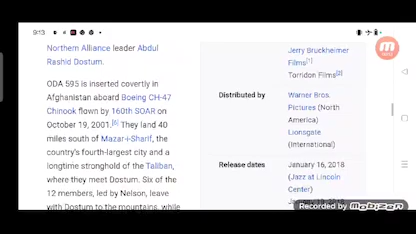 9:13
Northern Alliance leader Abdul
Rashid Dostum.
ODA 595 is inserted covertly in
Afghanistan aboard Boeing CH-47
Chinook flown by 160th SOAR on
October 19, 2001.[5] They land 40
miles south of Mazar-i-Sharif, the
country's fourth-largest city and a
longtime stronghold of the Taliban,
where they meet Dostum. Six of the
12 members, led by Nelson, leave
with Dostum to the mountains, while
Jerry Bruckheimer
Films[1]
Torridon Films[2]
Distributed by
Warner Bros.
Pictures (North
America)
Lionsgate
(International)
Release dates
January 16, 2018
(Jazz at Lincoln
Center)
Recorded by mobizen